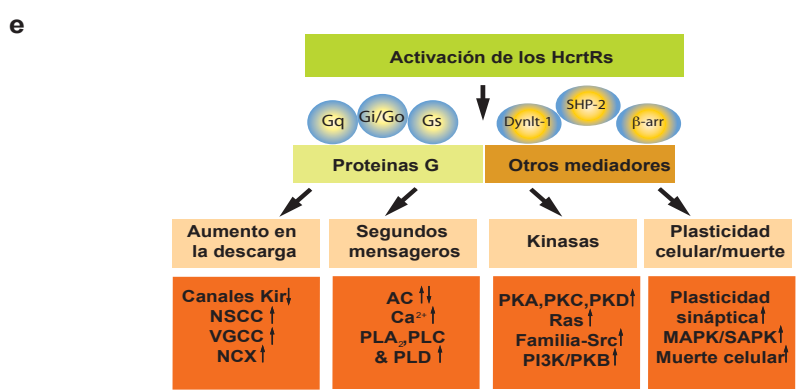 e
Activación de los HcrtRs
Gq
Gi/Go
Gs
Dynlt-1
SHP-2
β-arr
Proteinas G
Otros mediadores
Aumento en
la descarga
Segundos
mensageros
Kinasas
Plasticidad
celular/muerte
Canales Kir↓
NSCC ↑
VGCC ↑
NCX ↑
AC ↑↓
Ca²⁺ ↑
PLA₂,PLC
& PLD ↑
PKA,PKC,PKD↑
Ras ↑
Familia-Src↑
PI3K/PKB↑
Plasticidad
sináptica↑
MAPK/SAPK↑
Muerte celular↑